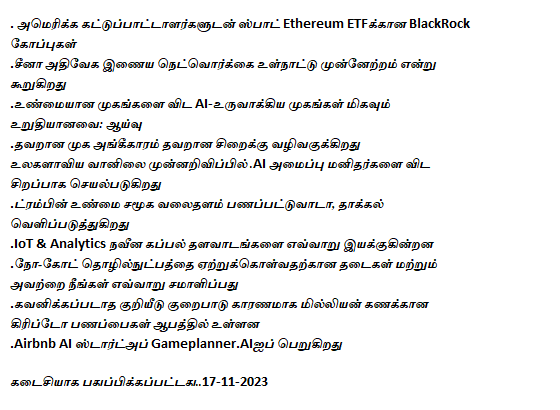 . அமெரிக்க கட்டுப்பாட்டாளர்களுடன் ஸ்பாட் Ethereum ETFக்கான BlackRock
கோப்புகள்
.சீனா அதிவேக இணைய நெட்வொர்க்கை உள்நாட்டு முன்னேற்றம் என்று
கூறுகிறது
.உண்மையான முகங்களை விட AI-உருவாக்கிய முகங்கள் மிகவும்
உறுதியானவை: ஆய்வு
.தவறான முக அங்கீகாரம் தவறான சிறைக்கு வழிவகுக்கிறது
உலகளாவிய வானிலை முன்னறிவிப்பில்.AI அமைப்பு மனிதர்களை விட
சிறப்பாக செயல்படுகிறது
.ட்ரம்பின் உண்மை சமூக வலைதளம் பணப்பட்டுவாடா, தாக்கல்
வெளிப்படுத்துகிறது
.IoT & Analytics நவீன கப்பல் தளவாடங்களை எவ்வாறு இயக்குகின்றன
.நோ-கோட் தொழில்நுட்பத்தை ஏற்றுக்கொள்வதற்கான தடைகள் மற்றும்
அவற்றை நீங்கள் எவ்வாறு சமாளிப்பது
.கவனிக்கப்படாத குறியீடு குறைபாடு காரணமாக மில்லியன் கணக்கான
கிரிப்டோ பணப்பைகள் ஆபத்தில் உள்ளன
.Airbnb AI ஸ்டார்ட்அப் Gameplanner.AIஐப் பெறுகிறது
கடைசியாக பதுப்பிக்கப்பட்டது..17-11-2023